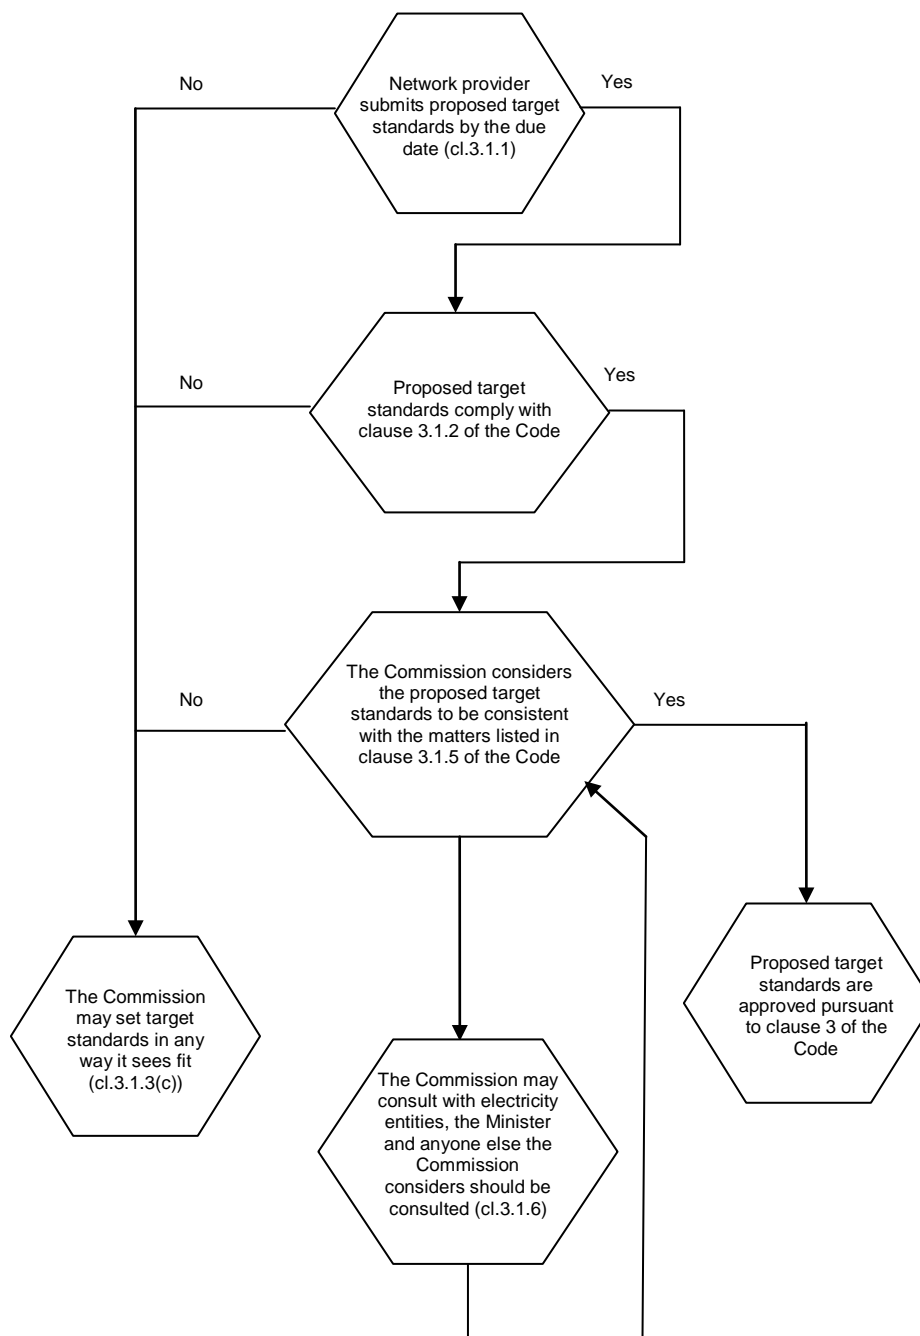 No
Yes
Network provider
submits proposed target
standards by the due
date (cl.3.1.1)
No
Yes
Proposed target
standards comply with
clause 3.1.2 of the Code
No
Yes
The Commission considers
the proposed target
standards to be consistent
with the matters listed in
clause 3.1.5 of the Code
The Commission
may set target
standards in any
way it sees fit
(cl.3.1.3(c))
Proposed target
standards are
approved pursuant
to clause 3 of the
Code
The Commission may
consult with electricity
entities, the Minister
and anyone else the
Commission
considers should be
consulted (cl.3.1.6)